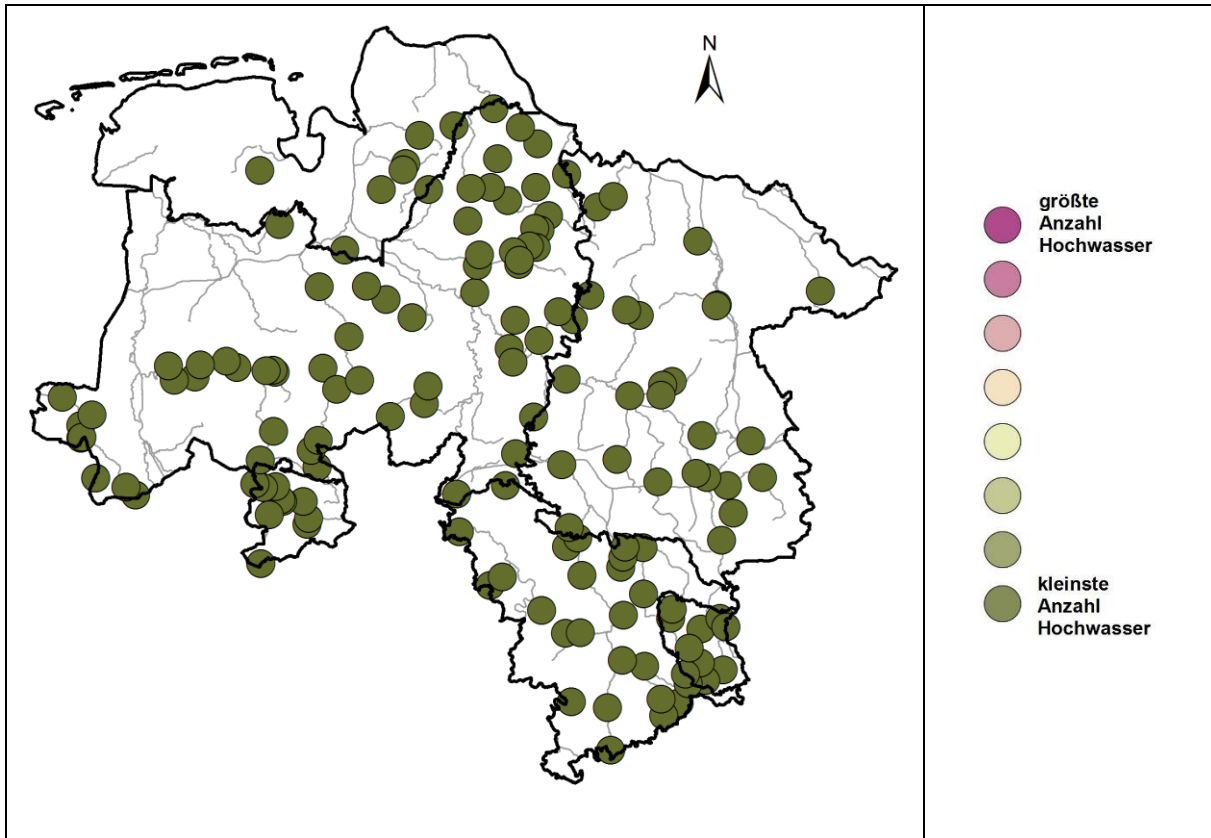 N
größte
Anzahl
Hochwasser
kleinste
Anzahl
Hochwasser